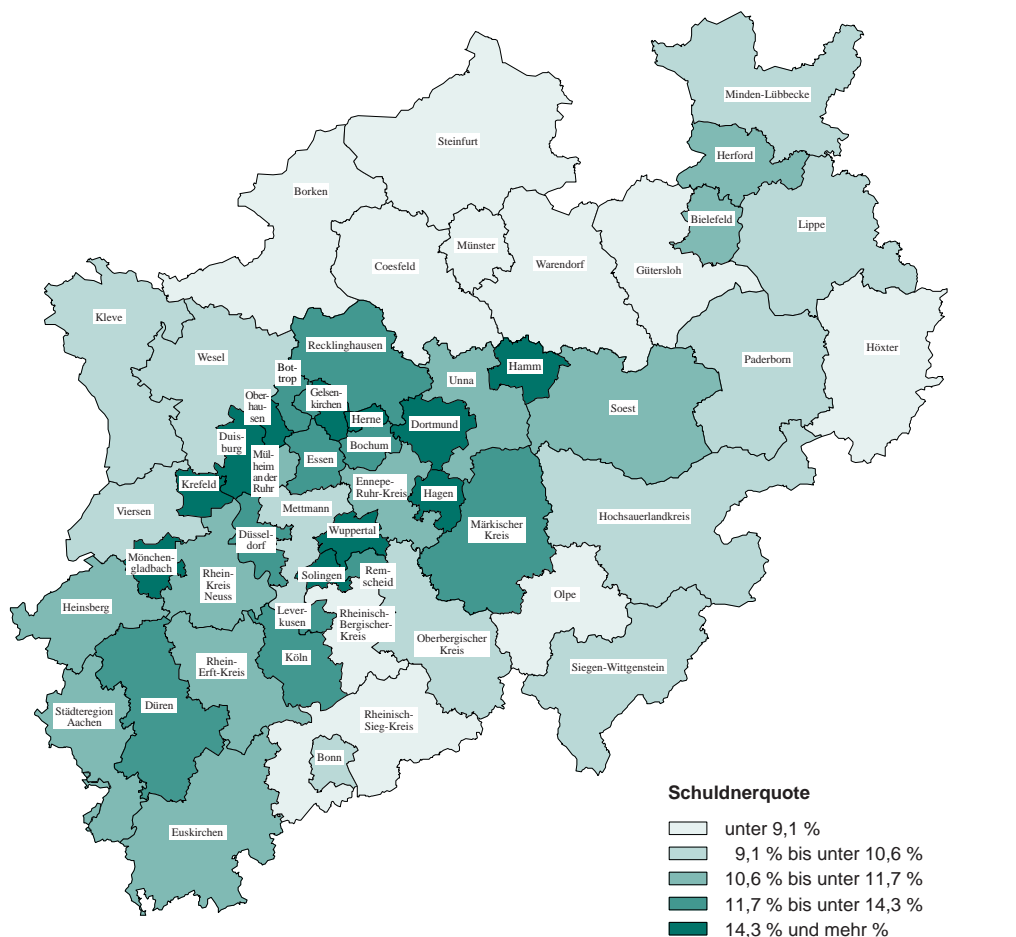 Minden-Lübbecke
Steinfurt
Herford
Borken
Bielefeld
Lippe
Münster
Coesfeld
Warendorf
Gütersloh
Kleve
Recklinghausen
Höxter
Wesel
Paderborn
Hamm
Bot-
trop
Unna
Gelsen-
kirchen
Ober-
hau-
sen
Soest
Herne
Dortmund
Duis-
burg
Bochum
Essen
Mül-
heim
an der
Ruhr
Krefeld
Ennepe-
Ruhr-Kreis
Hagen
Viersen
Mettmann
Hochsauerlandkreis
Märkischer
Kreis
Wuppertal
Düssel-
dorf
Mönchen-
gladbach
Solingen
Rem-
scheid
Rhein-
Kreis
Neuss
Olpe
Heinsberg
Lever-
kusen
Rheinisch-
Bergischer-
Kreis
Oberbergischer
Kreis
Köln
Rhein-
Erft-Kreis
Siegen-Wittgenstein
Düren
Städteregion
Aachen
Rheinisch-
Sieg-Kreis
Bonn
Euskirchen
Schuldnerquote
unter 9,1 %
9,1 % bis unter 10,6 %
10,6 % bis unter 11,7 %
11,7 % bis unter 14,3 %
14,3 % und mehr %